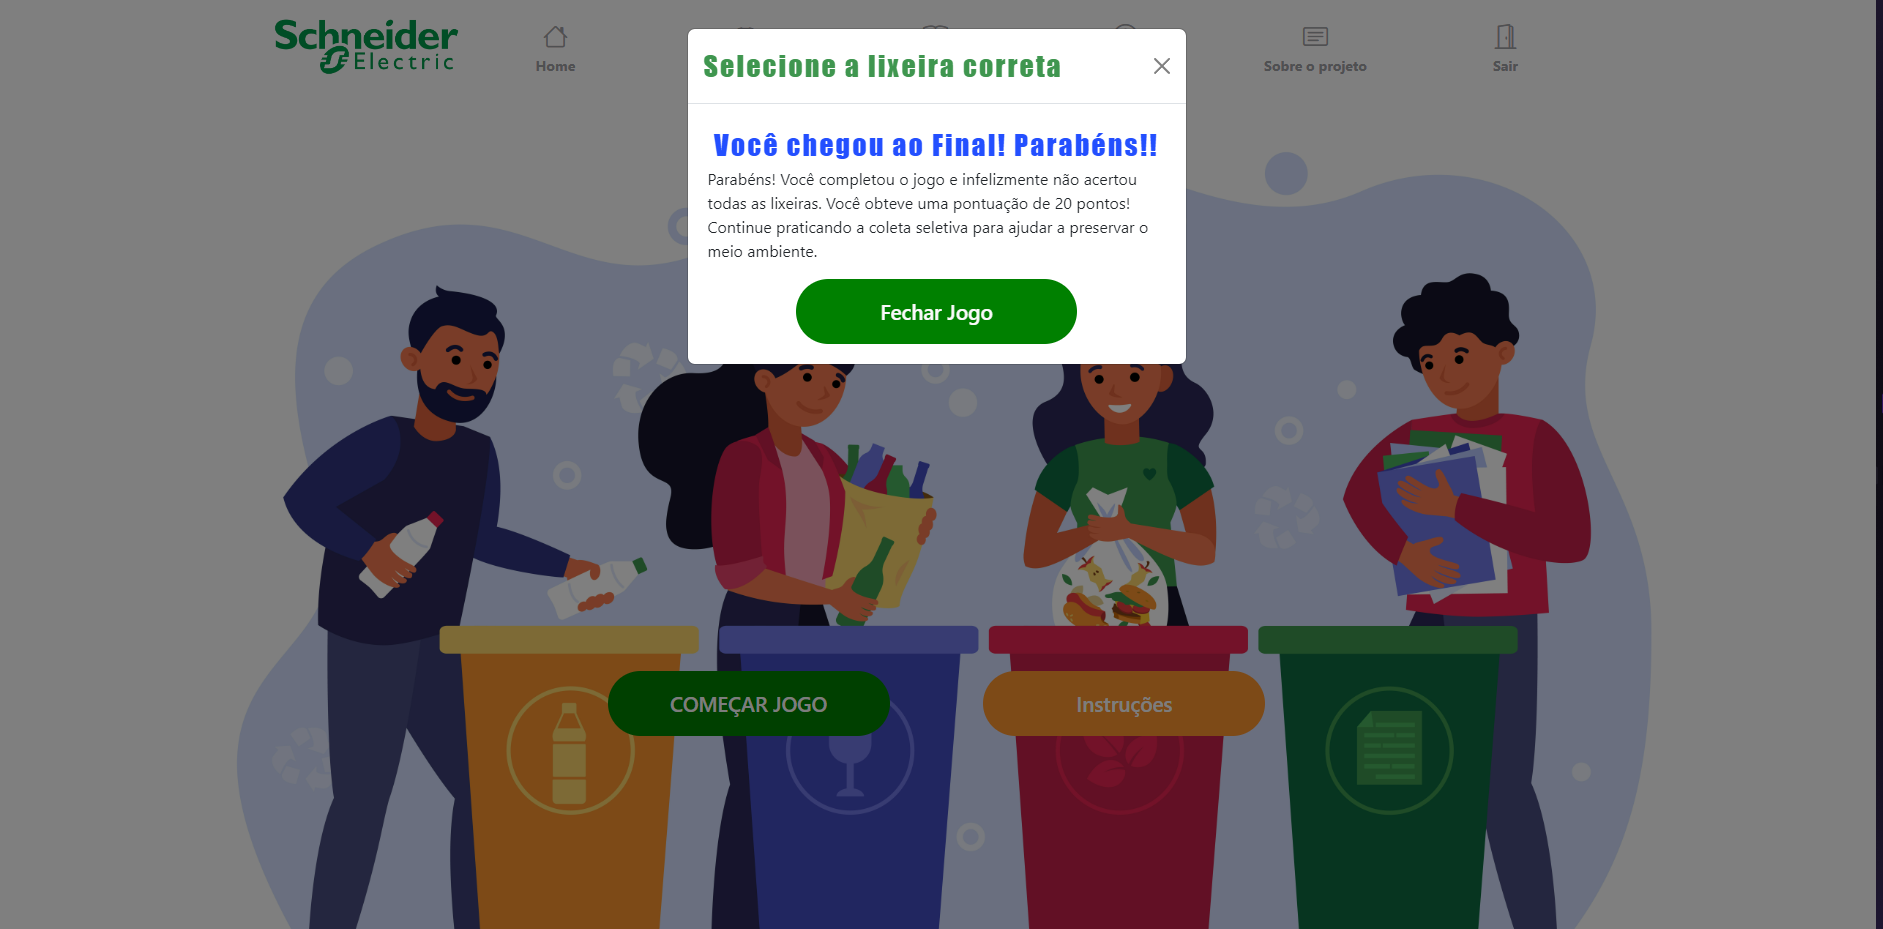 Schneider
Electric
Home
Sobre o projeto
Sair
Selecione a lixeira correta
Você chegou ao Final! Parabéns!!
Parabéns! Você completou o jogo e infelizmente não acertou
todas as lixeiras. Você obteve uma pontuação de 20 pontos!
Continue praticando a coleta seletiva para ajudar a preservar o
meio ambiente.
Fechar Jogo
COMEÇAR JOGO
Instruções